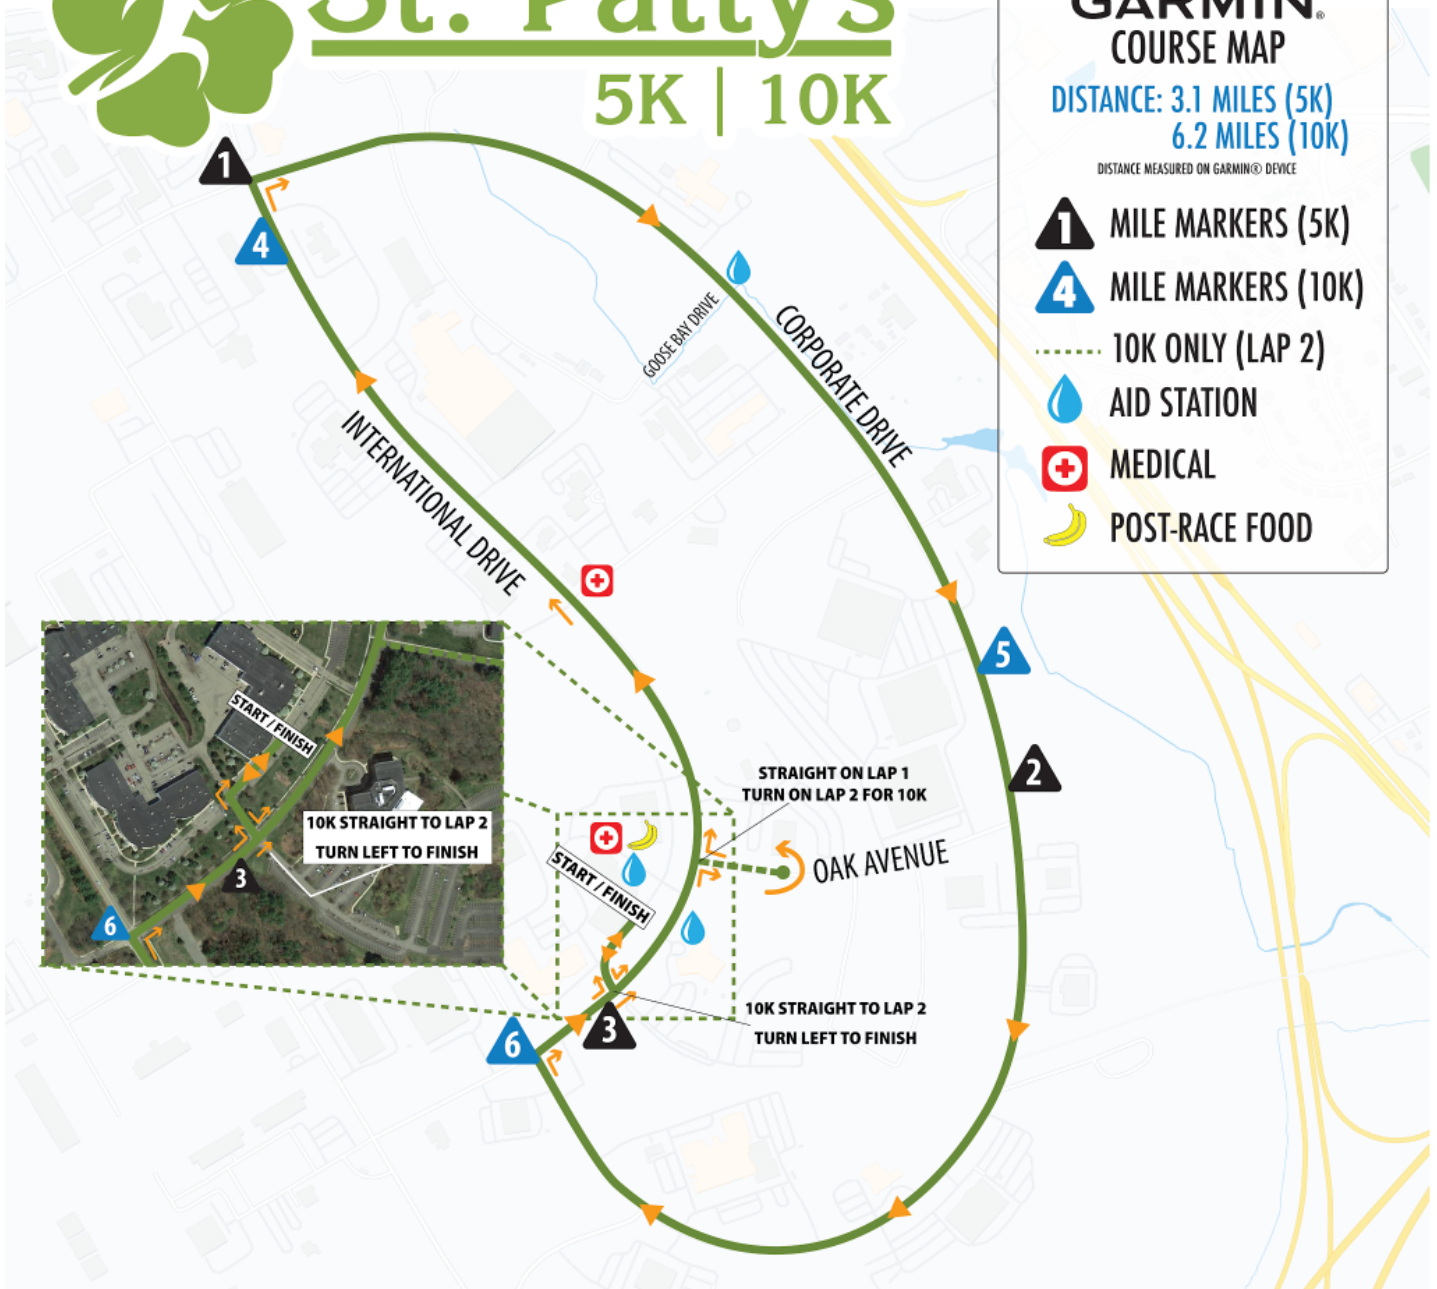 St. Patty's
5K | 10K
GARMIN®
COURSE MAP
DISTANCE: 3.1 MILES (5K)
6.2 MILES (10K)
DISTANCE MEASURED ON GARMIN® DEVICE
1 MILE MARKERS (5K)
4 MILE MARKERS (10K)
10K ONLY (LAP 2)
AID STATION
MEDICAL
POST-RACE FOOD
1
4
GOOSE BAY DRIVE
CORPORATE DRIVE
INTERNATIONAL DRIVE
5
2
START / FINISH
10K STRAIGHT TO LAP 2
TURN LEFT TO FINISH
3
6
STRAIGHT ON LAP 1
TURN ON LAP 2 FOR 10K
OAK AVENUE
START / FINISH
10K STRAIGHT TO LAP 2
TURN LEFT TO FINISH
3
6